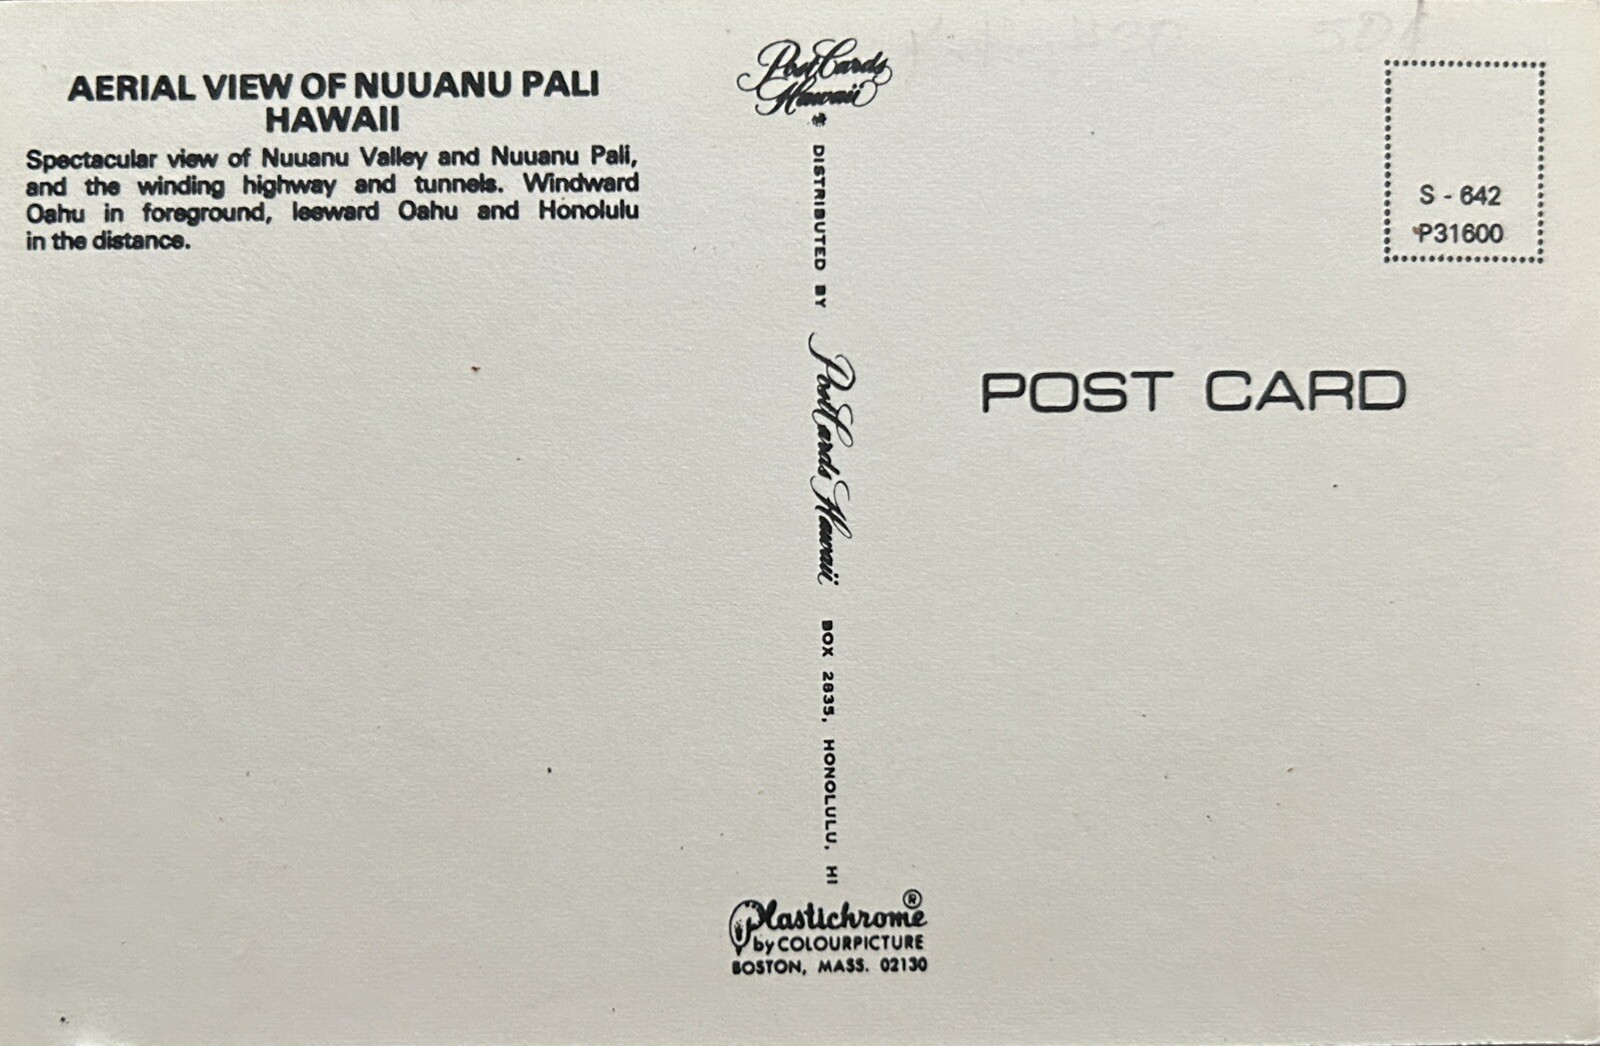 AERIAL VIEW OF NUUANU PALI
HAWAII
Spectacular view of Nuuanu Valley and Nuuanu Pali,
and the winding highway and tunnels. Windward
Oahu in foreground, leeward Oahu and Honolulu
in the distance.
Post Cards
Hawaii
DISTRIBUTED BY Post Cards Hawaii BOX 2835, HONOLULU, HI
Plastichrome®
by COLOURPICTURE
BOSTON, MASS. 02130
S - 642
P31600
POST CARD